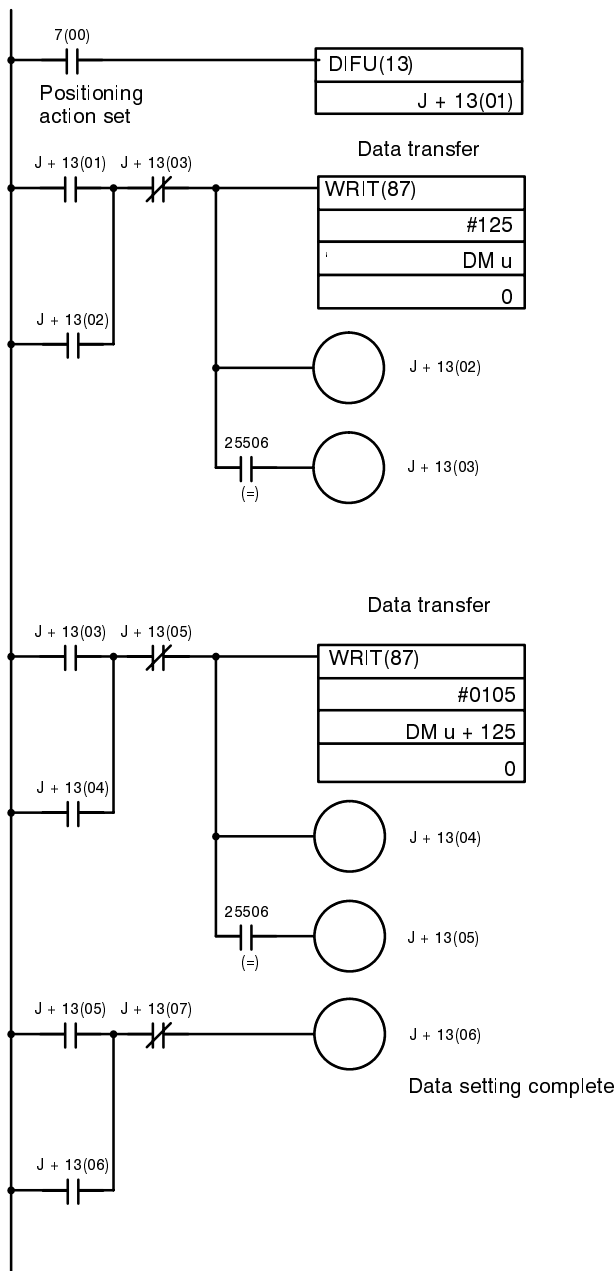 7(00)
DIFU(13)
J + 13(01)
Positioning
action set
Data transfer
J + 13(01) J + 13(03)
WRIT(87)
#125
DM u
0
J + 13(02)
J + 13(02)
25506
(=)
J + 13(03)
Data transfer
J + 13(03) J + 13(05)
WRIT(87)
#0105
DM u + 125
0
J + 13(04)
J + 13(04)
25506
(=)
J + 13(05)
J + 13(05) J + 13(07)
J + 13(06)
Data setting complete
J + 13(06)